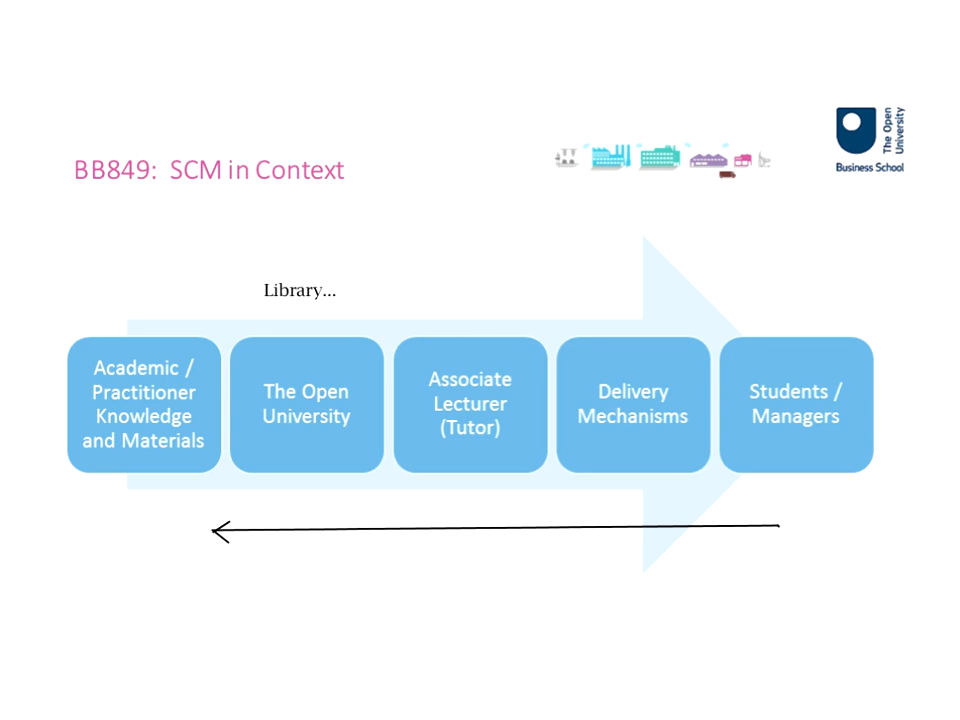 The Open
University
Business School
BB849:  SCM in Context
Library...
Academic /
Practitioner
Knowledge
and Materials
The Open
University
Associate
Lecturer
(Tutor)
Delivery
Mechanisms
Students /
Managers